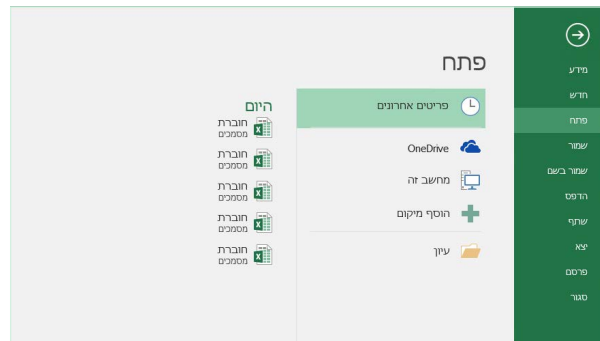 מידע
חדש
פתח
שמור
שמור בשם
הדפס
שתף
יצא
פרסם
סגור
פתח
פריטים אחרונים
OneDrive
מחשב זה
הוסף מיקום
עיון
היום
חוברת
מסמכים
חוברת
מסמכים
חוברת
מסמכים
חוברת
מסמכים
חוברת
מסמכים